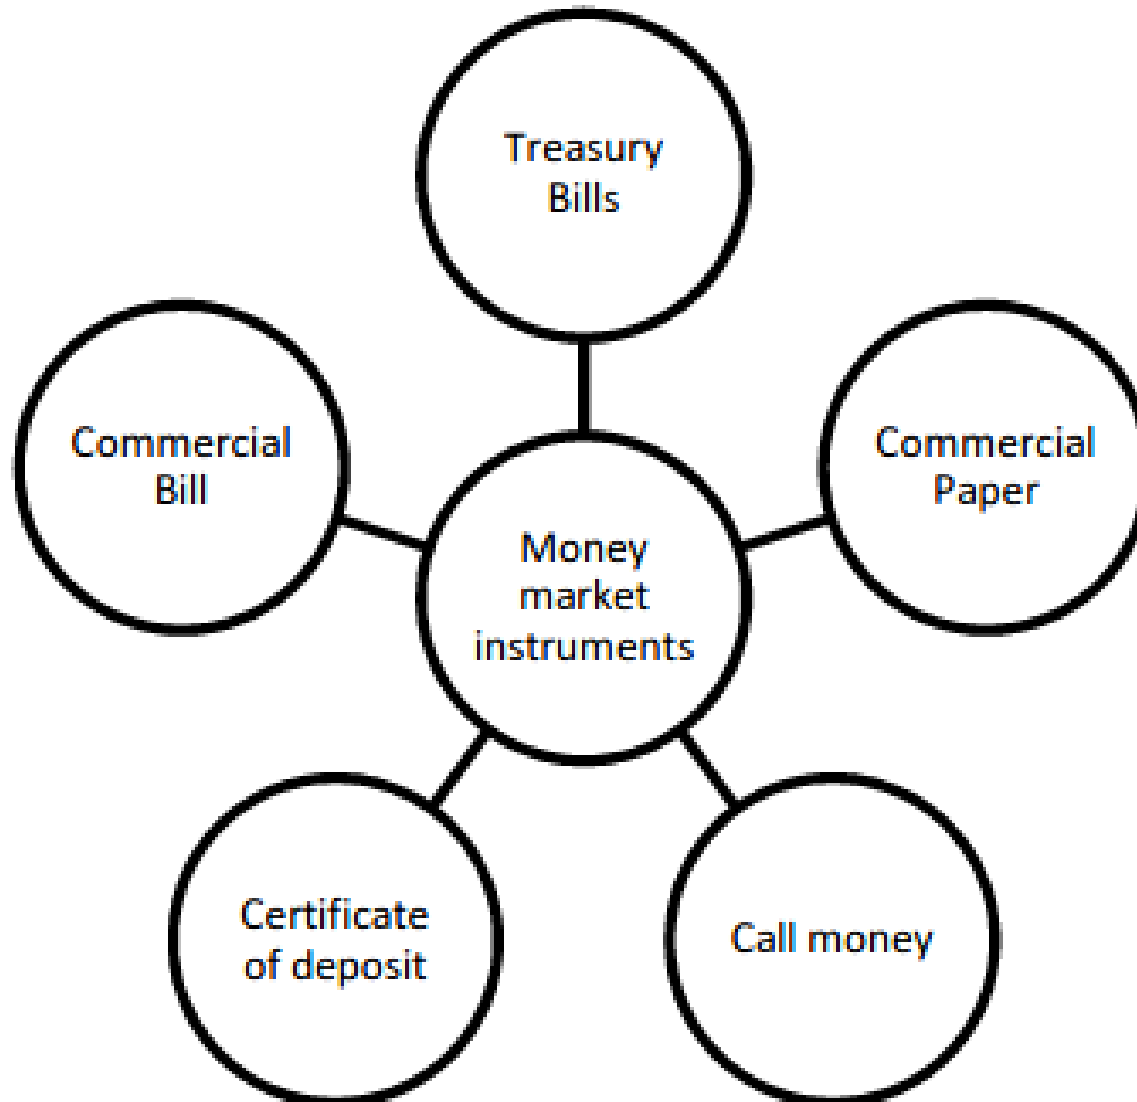 Treasury
Bills
Commercial
Bill
Commercial
Paper
Money
market
instruments
Certificate
of deposit
Call money